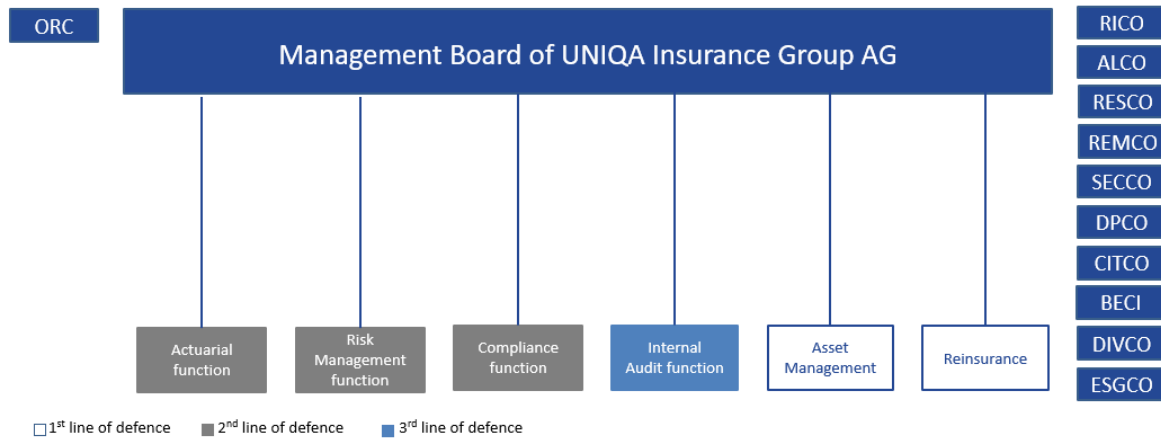 ORC
Management Board of UNIQA Insurance Group AG
RICO
ALCO
RESCO
REMCO
SECCO
DPCO
CITCO
BECI
DIVCO
ESGCO
Actuarial
function
Risk
Management
function
Compliance
function
Internal
Audit function
Asset
Management
Reinsurance
1st line of defence
2nd line of defence
3rd line of defence